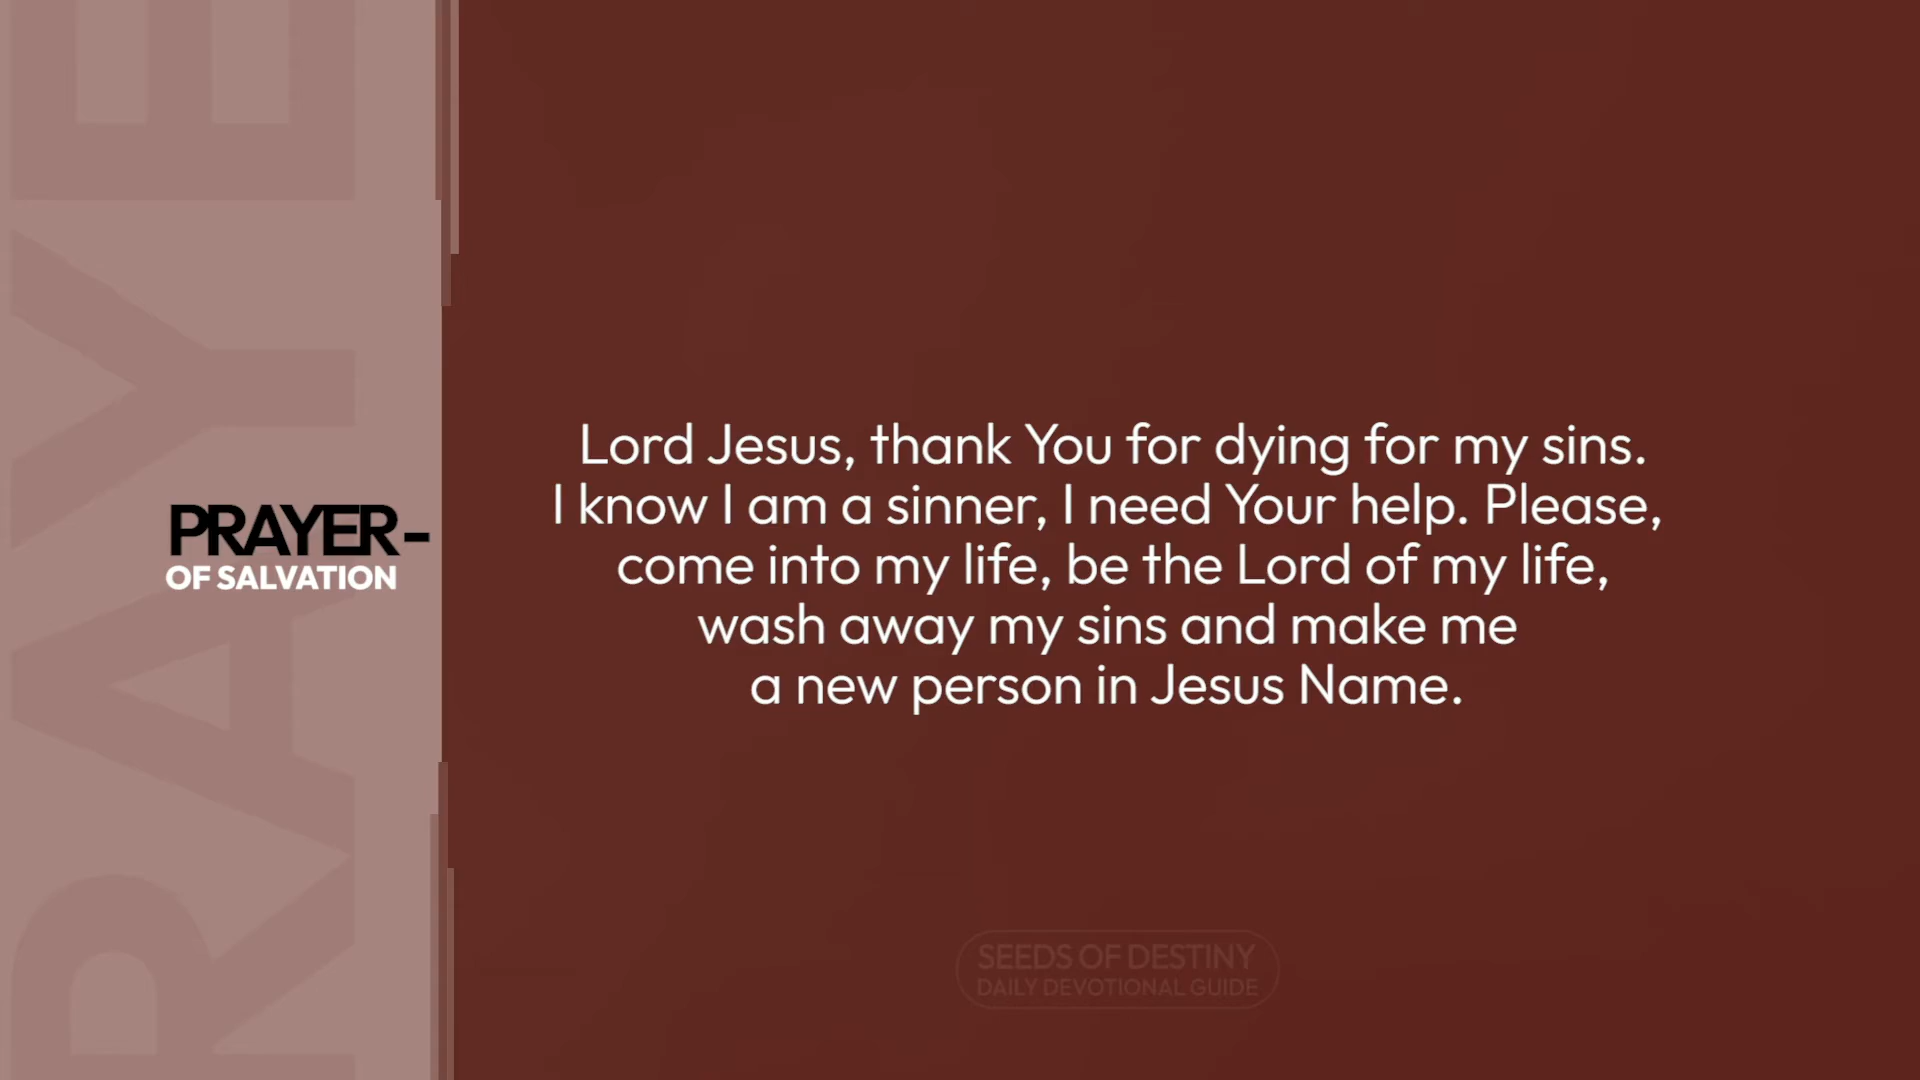 PRAYE
PRAYER-
OF SALVATION
Lord Jesus, thank You for dying for my sins.
I know I am a sinner, I need Your help. Please,
come into my life, be the Lord of my life,
wash away my sins and make me
a new person in Jesus Name.
SEEDS OF DESTINY
DAILY DEVOTIONAL GUIDE